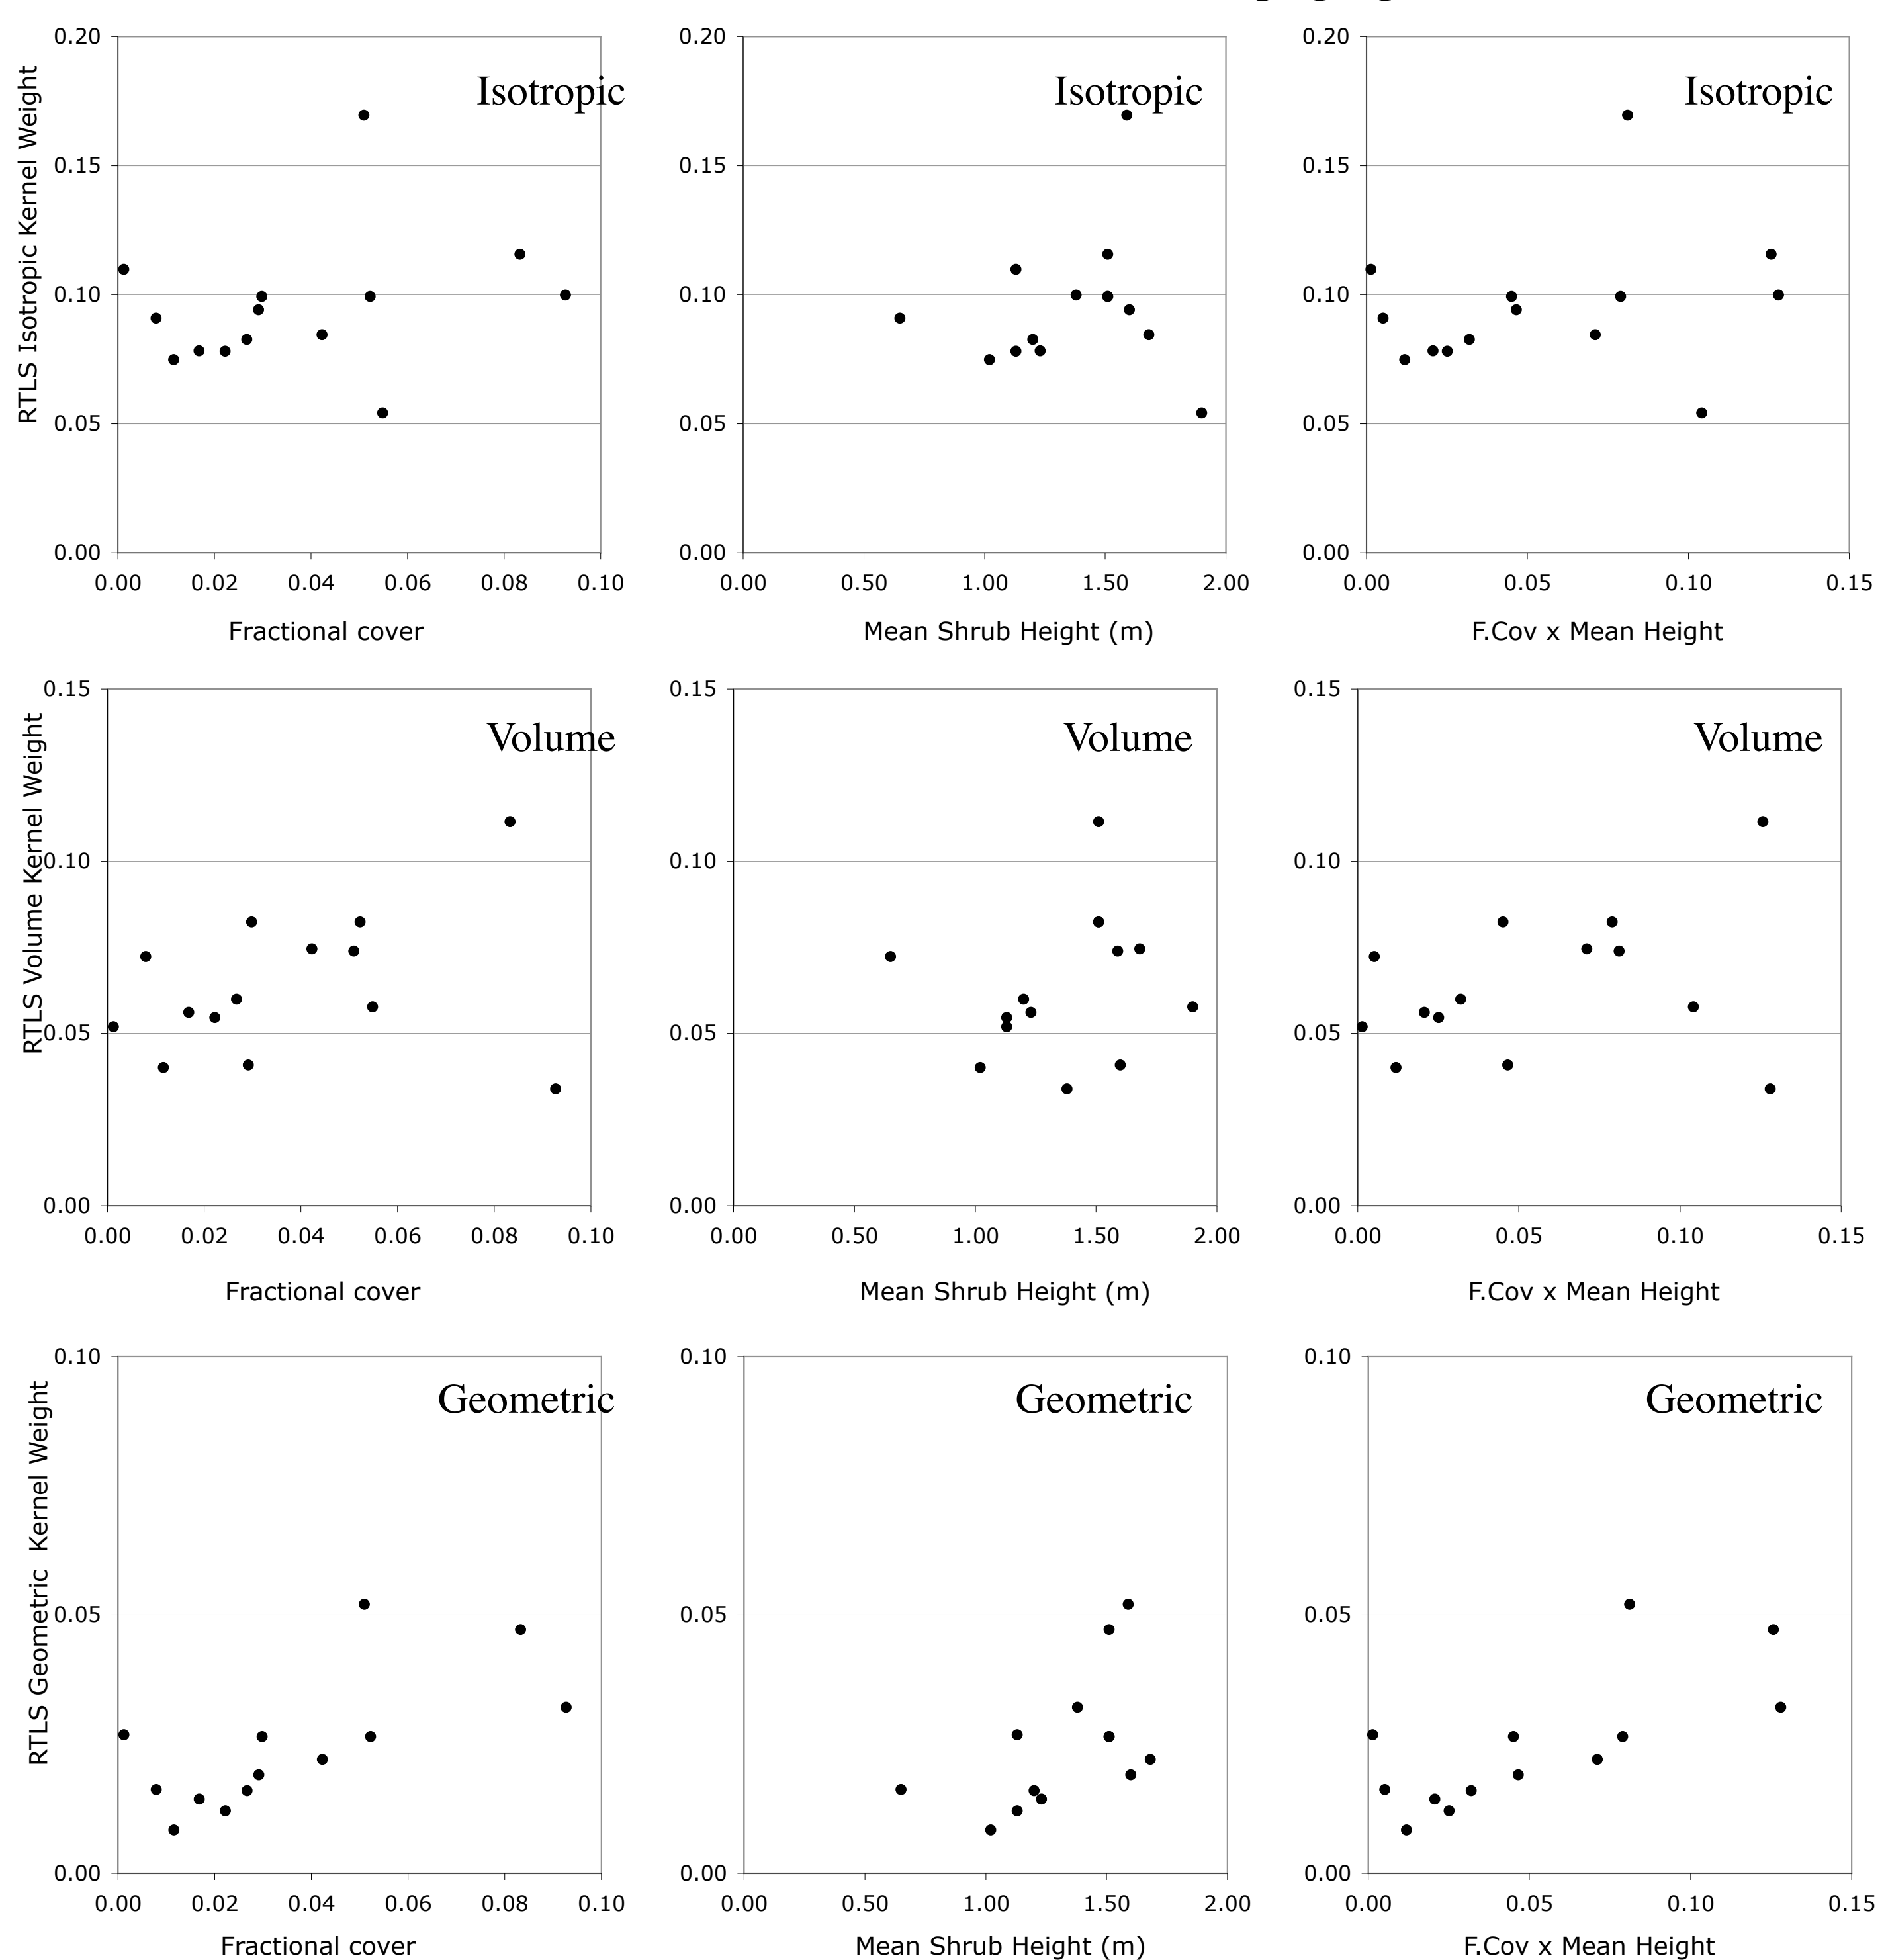 0.20
0.15
0.10
0.05
0.00
RTLS Isotropic Kernel Weight
Isotropic
0.00 0.02 0.04 0.06 0.08 0.10
Fractional cover
0.20
0.15
0.10
0.05
0.00
Isotropic
0.00 0.50 1.00 1.50 2.00
Mean Shrub Height (m)
0.20
0.15
0.10
0.05
0.00
Isotropic
0.00 0.05 0.10 0.15
F.Cov x Mean Height
0.15
0.10
0.05
0.00
RTLS Volume Kernel Weight
Volume
0.00 0.02 0.04 0.06 0.08 0.10
Fractional cover
0.15
0.10
0.05
0.00
Volume
0.00 0.50 1.00 1.50 2.00
Mean Shrub Height (m)
0.15
0.10
0.05
0.00
Volume
0.00 0.05 0.10 0.15
F.Cov x Mean Height
0.10
0.05
0.00
RTLS Geometric Kernel Weight
Geometric
0.00 0.02 0.04 0.06 0.08 0.10
Fractional cover
0.10
0.05
0.00
Geometric
0.00 0.50 1.00 1.50 2.00
Mean Shrub Height (m)
0.10
0.05
0.00
Geometric
0.00 0.05 0.10 0.15
F.Cov x Mean Height